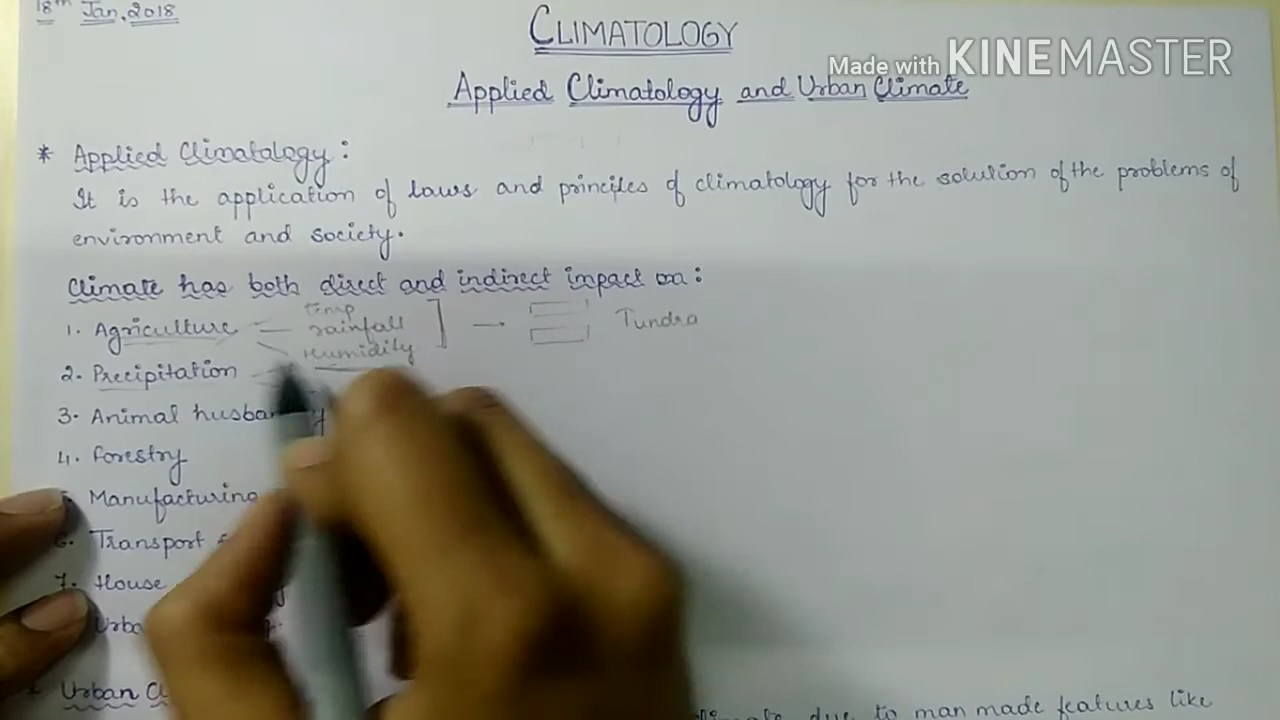 18th Jan, 2018
CLIMATOLOGY
Made with KINEMASTER
Applied Climatology and Urban Climate
* Applied Climatology:
It is the application of laws and principles of climatology for the solution of the problems of
environment and society.
Climate has both direct and indirect impact on:
1. Agriculture
temp
rainfall
Humidity
Tundra
2. Precipitation
3. Animal
4. Forestry
Manufacturing
6. Transport
7. House
Urban
due to man made features like